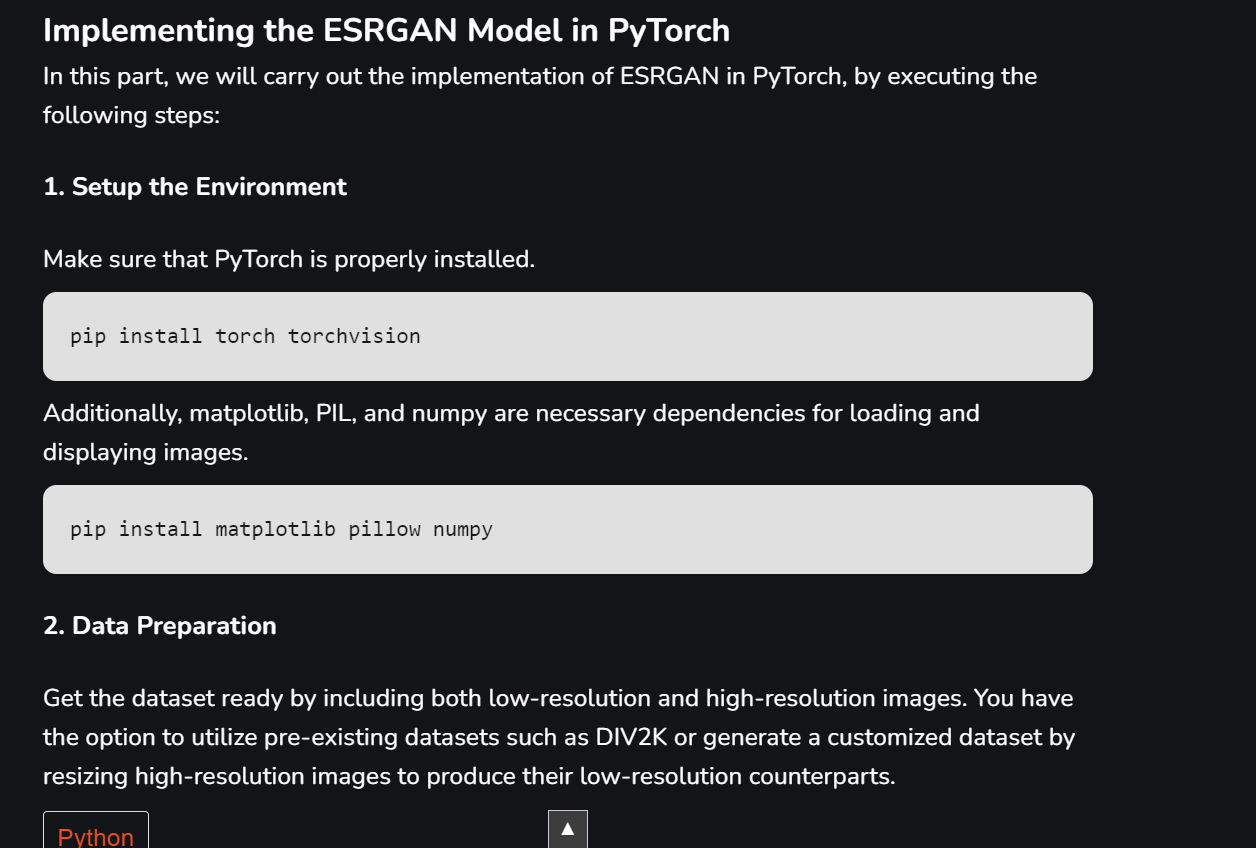 Implementing the ESRGAN Model in PyTorch
In this part, we will carry out the implementation of ESRGAN in PyTorch, by executing the
following steps:
1. Setup the Environment
Make sure that PyTorch is properly installed.
pip install torch torchvision
Additionally, matplotlib, PIL, and numpy are necessary dependencies for loading and
displaying images.
pip install matplotlib pillow numpy
2. Data Preparation
Get the dataset ready by including both low-resolution and high-resolution images. You have
the option to utilize pre-existing datasets such as DIV2K or generate a customized dataset by
resizing high-resolution images to produce their low-resolution counterparts.
Python